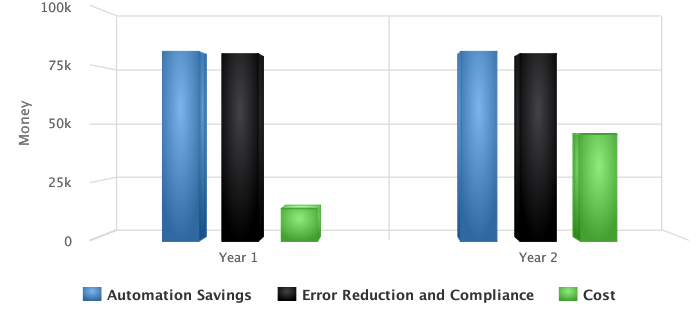 100k
75k
50k
25k
0
Money
Year 1
Year 2
Automation Savings
Error Reduction and Compliance
Cost